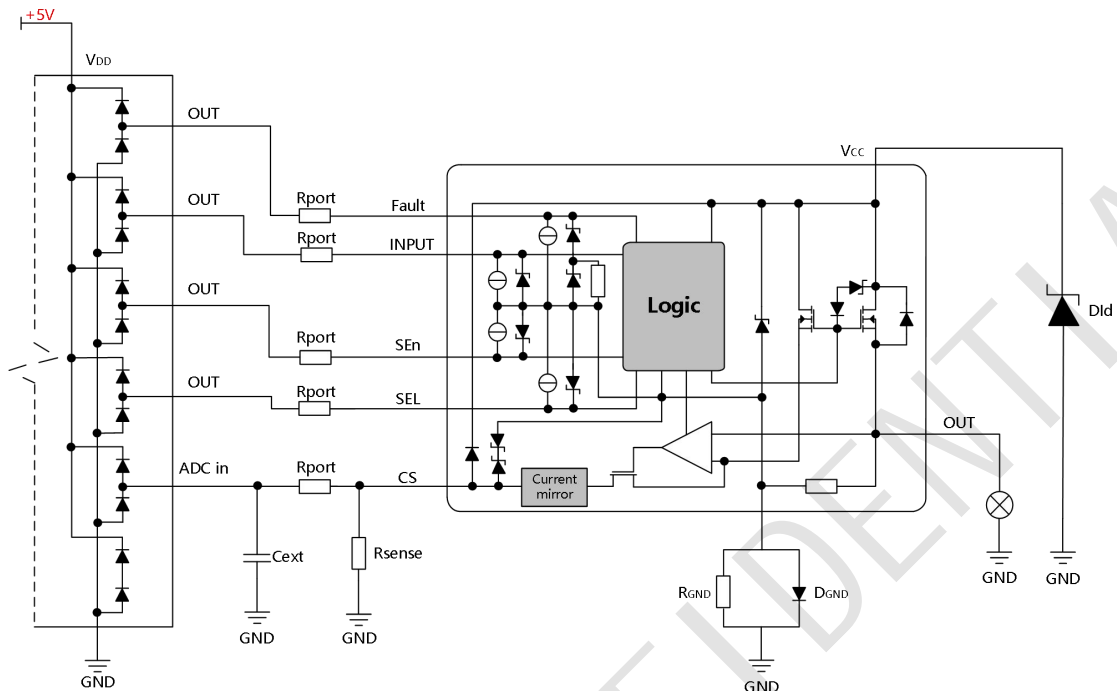 +5V
VDD
OUT
VCC
OUT
Rport
Fault
Rport
INPUT
Logic
OUT
Dld
Rport
SEn
OUT
Rport
SEL
OUT
ADC in
Rport
CS
Current
mirror
Cext
Rsense
RGND
DGND
GND
GND
GND
GND
GND
GND